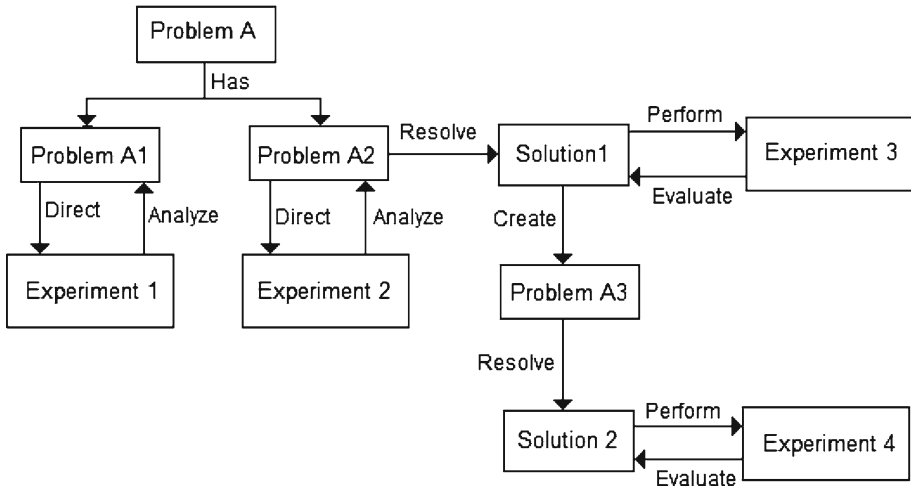 Problem A
Has
Problem A1
Problem A2
Resolve
Solution1
Perform
Experiment 3
Evaluate
Direct
Analyze
Direct
Analyze
Create
Experiment 1
Experiment 2
Problem A3
Resolve
Solution 2
Perform
Experiment 4
Evaluate